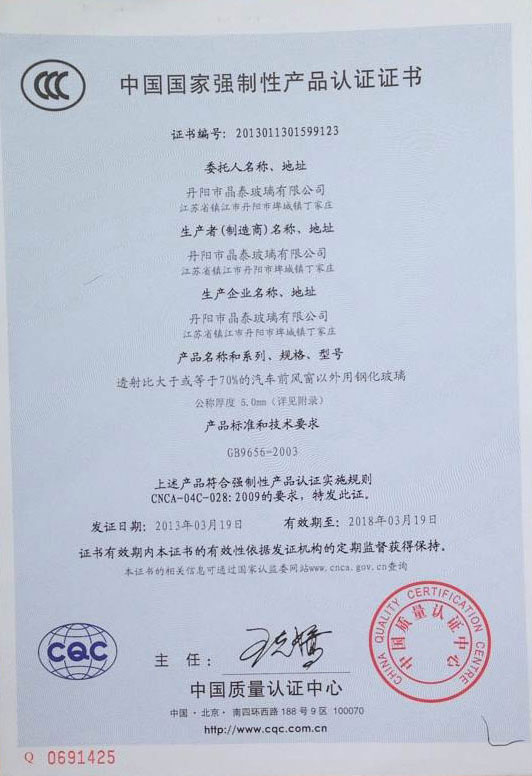 中国国家强制性产品认证证书
证书编号：2013011301599123
委托人名称、地址
丹阳市晶泰玻璃有限公司
江苏省镇江市丹阳市埤城镇丁家庄
生产者(制造商)名称、地址
丹阳市晶泰玻璃有限公司
江苏省镇江市丹阳市埤城镇丁家庄
生产企业名称、地址
丹阳市晶泰玻璃有限公司
江苏省镇江市丹阳市埤城镇丁家庄
产品名称和系列、规格、型号
透射比大于或等于70%的汽车前风窗以外用钢化玻璃
公称厚度 5.0mm（详见附录）
产品标准和技术要求
GB9656-2003
上述产品符合强制性产品认证实施规则
CNCA-04C-028:2009的要求，特发此证。
发证日期：2013年03月19日 有效期至：2018年03月19日
证书有效期内本证书的有效性依据发证机构的定期监督获得保持。
本证书的相关信息可通过国家认监委网站www.cnca.gov.cn查询
CQC
主任：
中国质量认证中心
CHINA QUALITY CERTIFICATION CENTRE
中国质量认证中心
中国·北京·南四环西路188号9区 100070
http://www.cqc.com.cn
Q 0691425